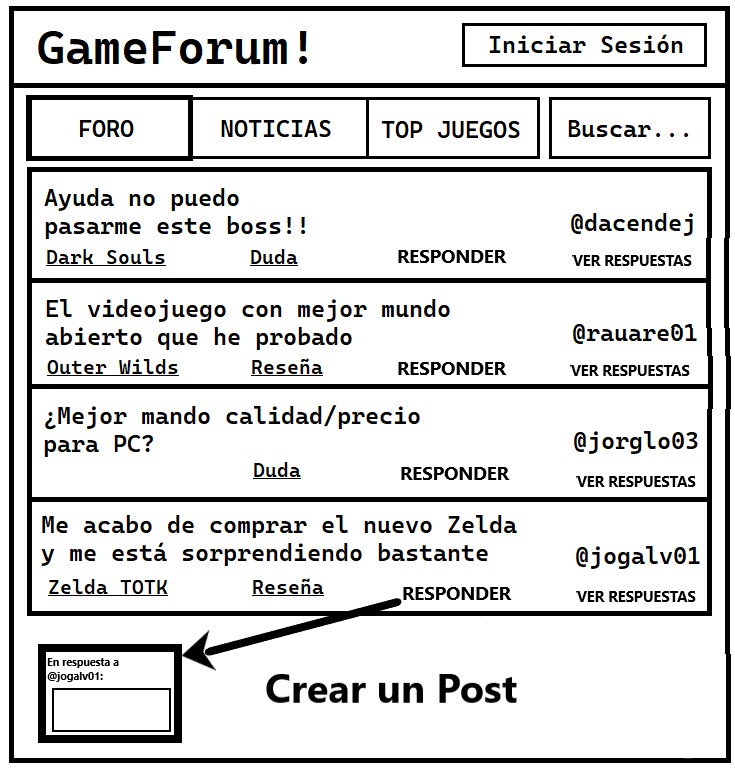 GameForum!
Iniciar Sesión
FORO
NOTICIAS
TOP JUEGOS
Buscar...
Ayuda no puedo
pasarme este boss!!
@dacendej
Dark Souls
Duda
RESPONDER
VER RESPUESTAS
El videojuego con mejor mundo
abierto que he probado
@rauare01
Outer Wilds
Reseña
RESPONDER
VER RESPUESTAS
¿Mejor mando calidad/precio
para PC?
@jorglo03
Duda
RESPONDER
VER RESPUESTAS
Me acabo de comprar el nuevo Zelda
y me está sorprendiendo bastante
@jogalv01
Zelda TOTK
Reseña
RESPONDER
VER RESPUESTAS
En respuesta a
@jogalv01:
Crear un Post